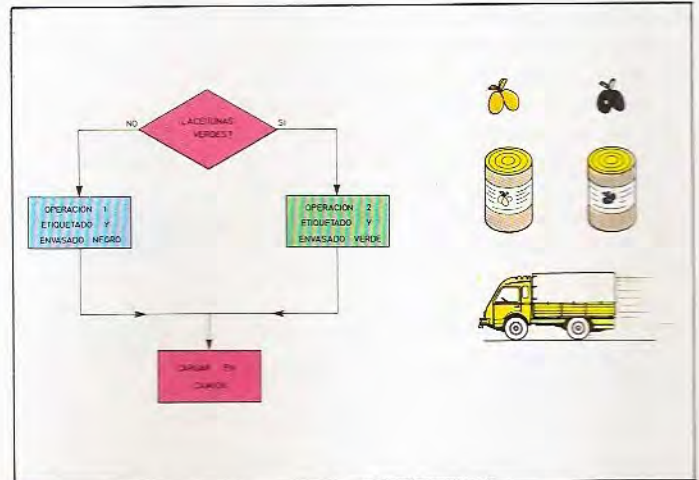 ¿ACEITUNAS
VERDES?
NO
SI
OPERACION 1
ETIQUETADO Y
ENVASADO NEGRO
OPERACION 2
ETIQUETADO Y
ENVASADO VERDE
CARGAR EN
CAMION